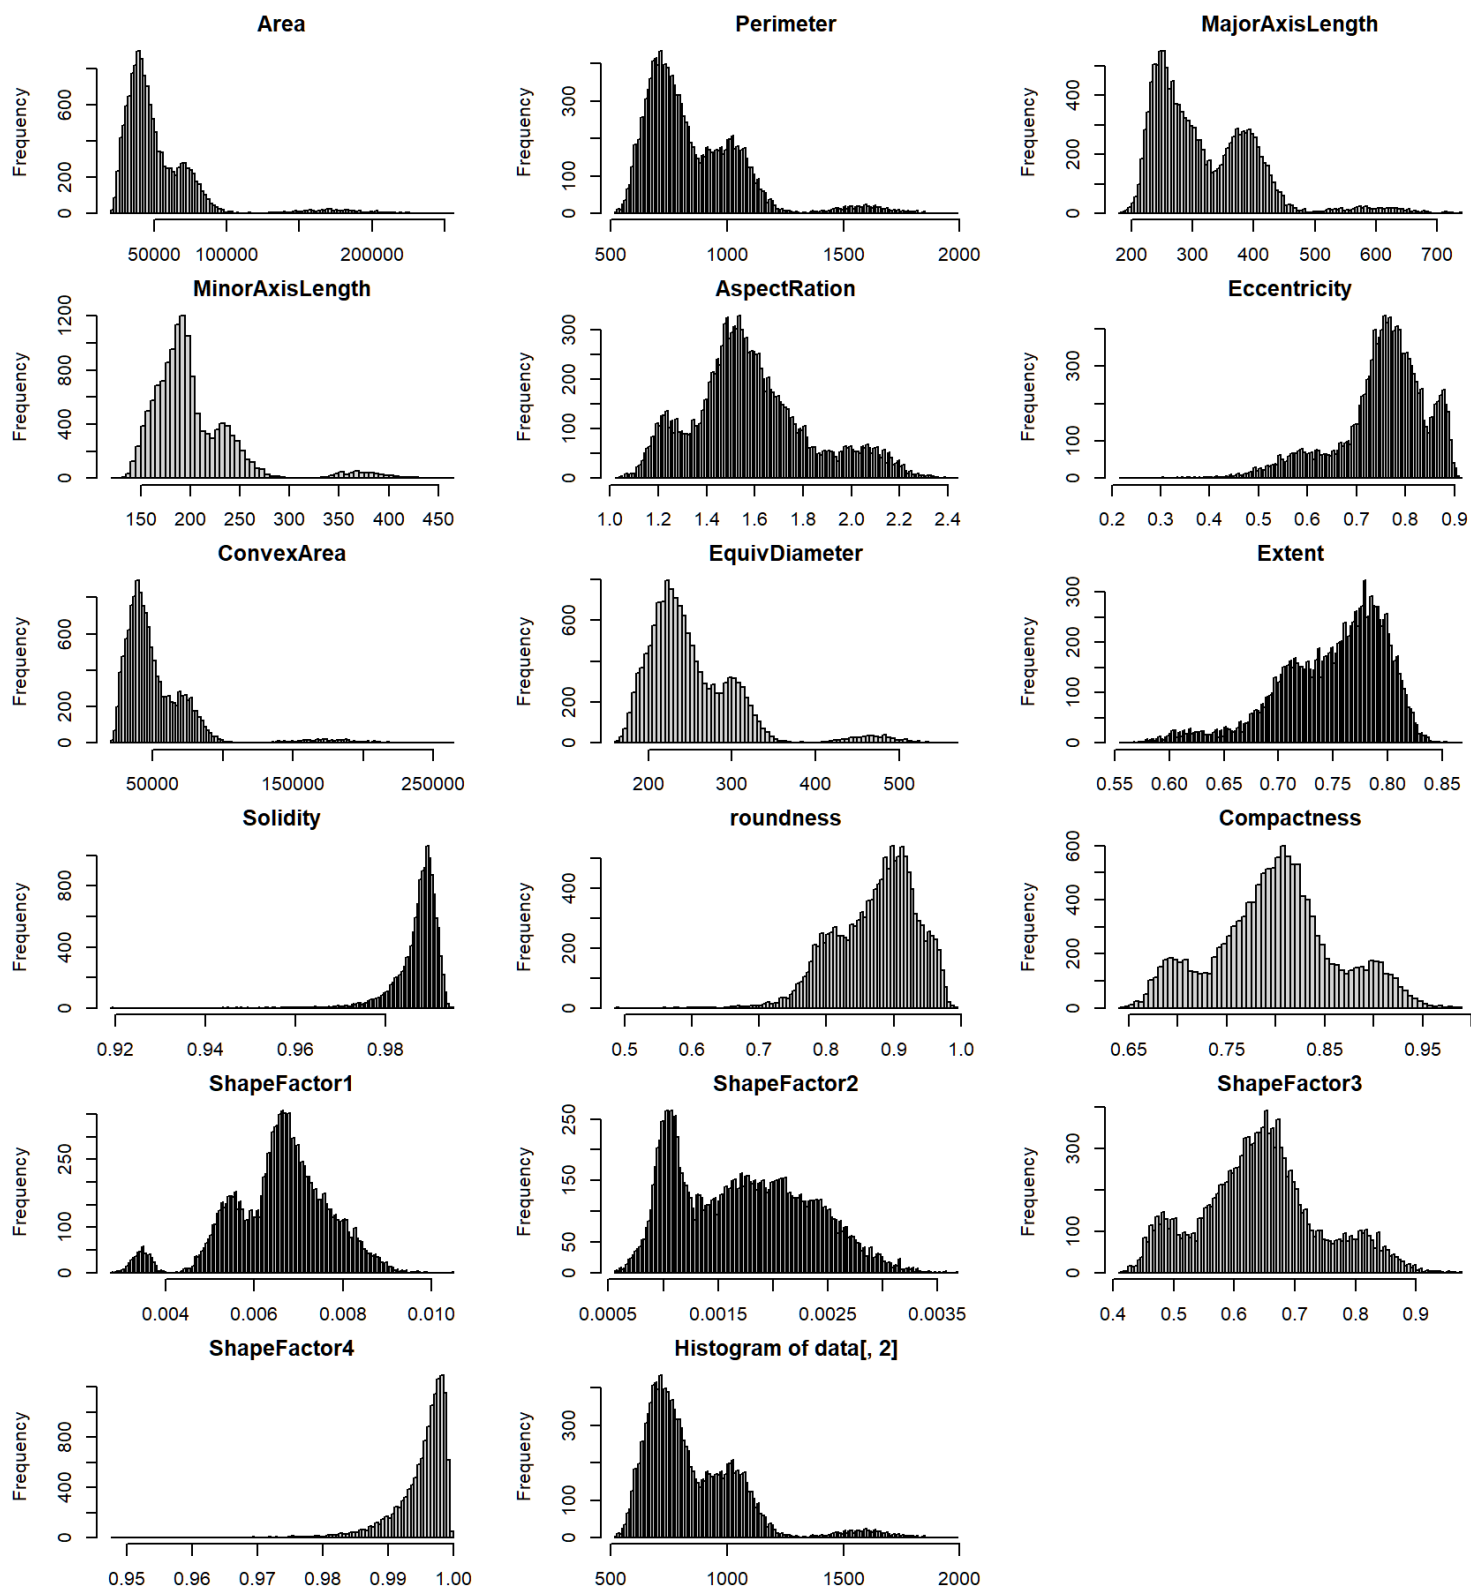 Area
Perimeter
MajorAxisLength
Frequency
0 200 600
50000 100000 200000
Frequency
0 100 300
500 1000 1500 2000
Frequency
0 200 400
200 300 400 500 600 700
MinorAxisLength
AspectRation
Eccentricity
Frequency
0 400 800 1200
150 200 250 300 350 400 450
Frequency
0 100 200 300
1.0 1.2 1.4 1.6 1.8 2.0 2.2 2.4
Frequency
0 100 300
0.2 0.3 0.4 0.5 0.6 0.7 0.8 0.9
ConvexArea
EquivDiameter
Extent
Frequency
0 200 600
50000 150000 250000
Frequency
0 200 600
200 300 400 500
Frequency
0 100 200 300
0.55 0.60 0.65 0.70 0.75 0.80 0.85
Solidity
roundness
Compactness
Frequency
0 400 800
0.92 0.94 0.96 0.98
Frequency
0 200 400
0.5 0.6 0.7 0.8 0.9 1.0
Frequency
0 200 400 600
0.65 0.75 0.85 0.95
ShapeFactor1
ShapeFactor2
ShapeFactor3
Frequency
0 100 250
0.004 0.006 0.008 0.010
Frequency
0 50 150 250
0.0005 0.0015 0.0025 0.0035
Frequency
0 100 300
0.4 0.5 0.6 0.7 0.8 0.9
ShapeFactor4
Histogram of data[, 2]
Frequency
0 400 800
0.95 0.96 0.97 0.98 0.99 1.00
Frequency
0 100 300
500 1000 1500 2000